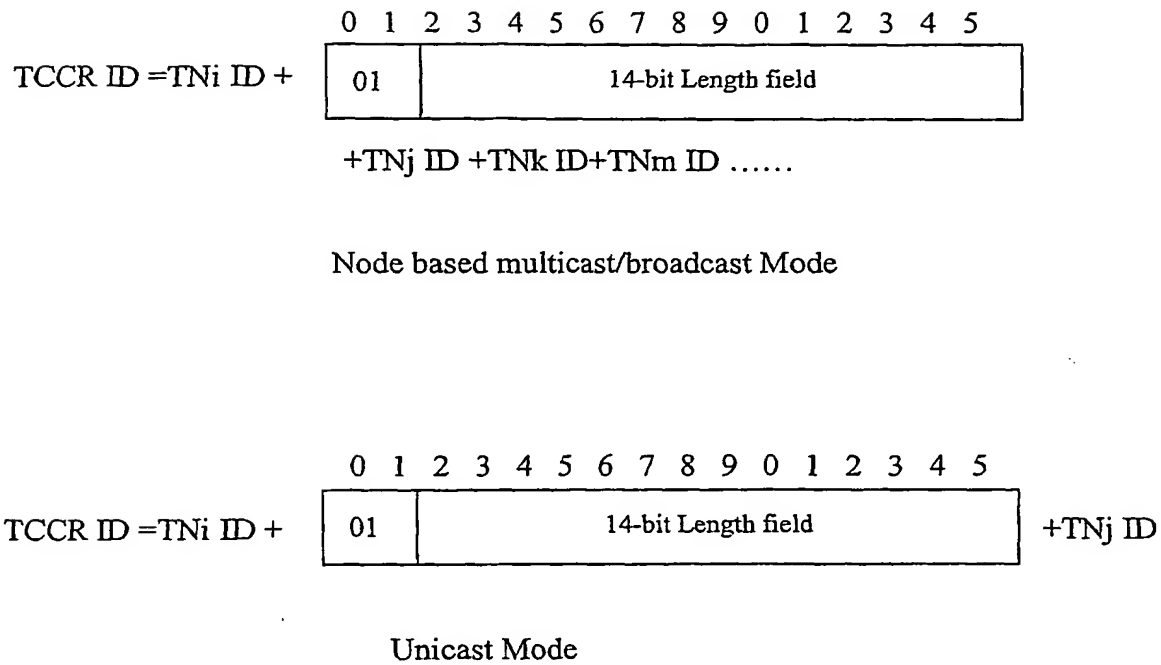 0 1 2 3 4 5 6 7 8 9 0 1 2 3 4 5
TCCR ID =TNi ID + 01 14-bit Length field
+TNj ID +TNk ID+TNm ID ......
Node based multicast/broadcast Mode
0 1 2 3 4 5 6 7 8 9 0 1 2 3 4 5
TCCR ID =TNi ID + 01 14-bit Length field +TNj ID
Unicast Mode